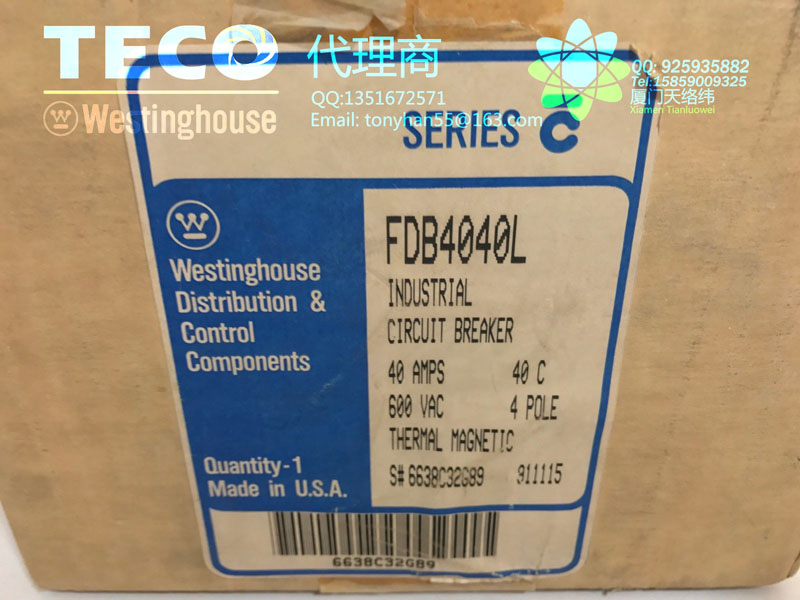 TECO
代理商
QQ:1351672571
Email: tonyhan55@163.com
Westinghouse
QQ: 925935882
Tel:15859009325
厦门天络纬
Xiamen Tianluowei
SERIES C
Westinghouse
Distribution &
Control
Components
Quantity-1
Made in U.S.A.
FDB4040L
INDUSTRIAL
CIRCUIT BREAKER
40 AMPS 40 C
600 VAC 4 POLE
THERMAL MAGNETIC
S# 6638C32G89 911115
6638C32G89